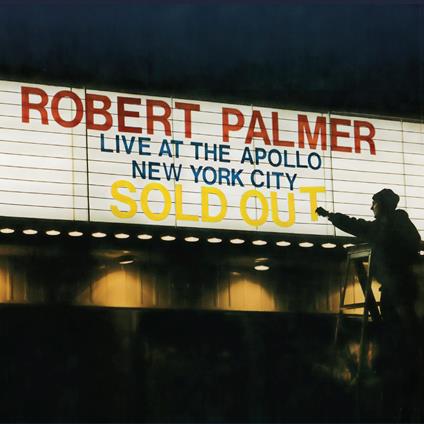 ROBERT PALMER
LIVE AT THE APOLLO
NEW YORK CITY
SOLD OUT